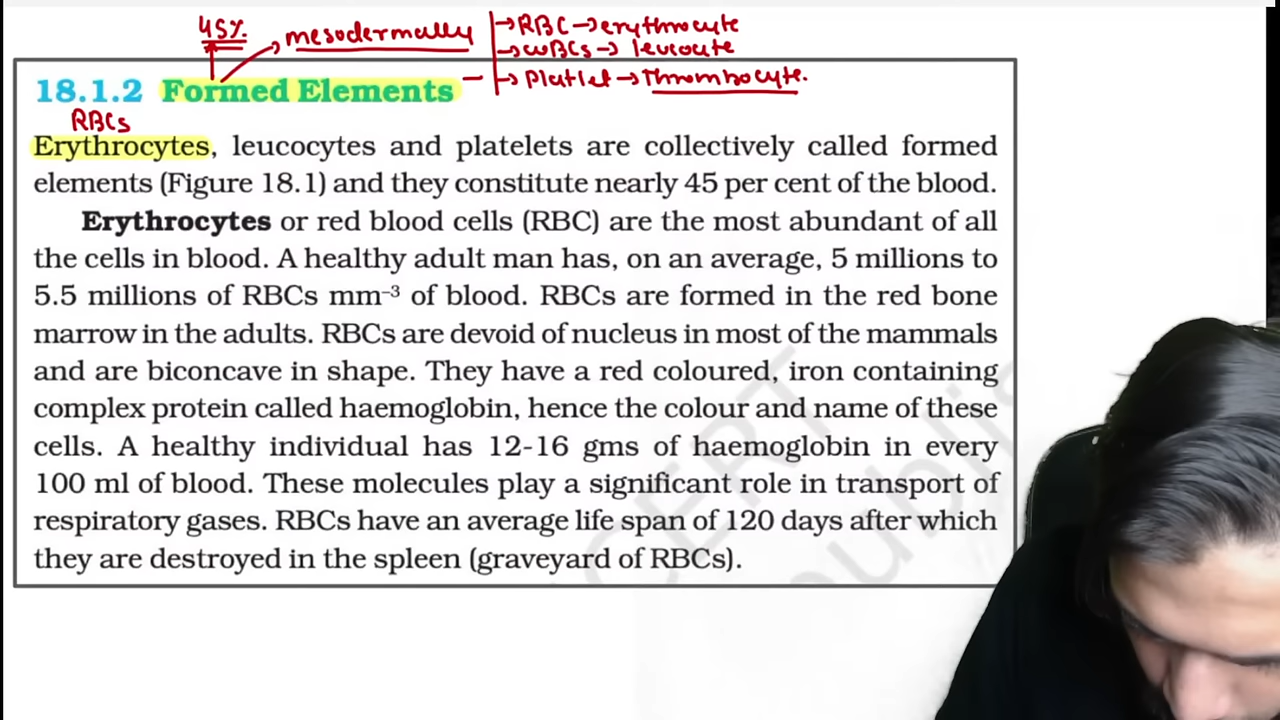 45%
mesodermally
→ RBC → erythrocyte
→ WBCs → leucoute
→ Platlet → Thrombocyte.
18.1.2 Formed Elements
RBCs
Erythrocytes, leucocytes and platelets are collectively called formed
elements (Figure 18.1) and they constitute nearly 45 per cent of the blood.
Erythrocytes or red blood cells (RBC) are the most abundant of all
the cells in blood. A healthy adult man has, on an average, 5 millions to
5.5 millions of RBCs mm⁻³ of blood. RBCs are formed in the red bone
marrow in the adults. RBCs are devoid of nucleus in most of the mammals
and are biconcave in shape. They have a red coloured, iron containing
complex protein called haemoglobin, hence the colour and name of these
cells. A healthy individual has 12-16 gms of haemoglobin in every
100 ml of blood. These molecules play a significant role in transport of
respiratory gases. RBCs have an average life span of 120 days after which
they are destroyed in the spleen (graveyard of RBCs).